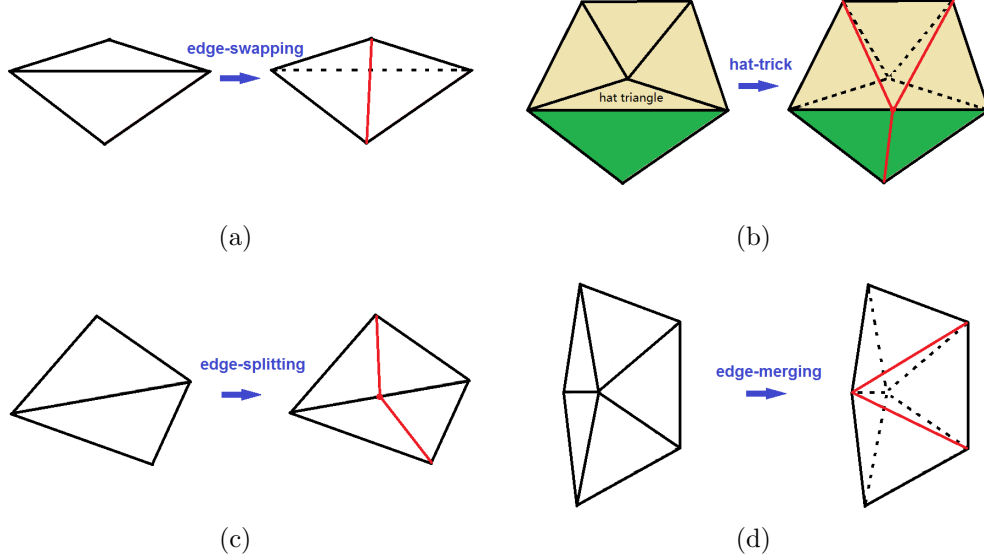 edge-swapping
hat-trick
hat triangle
(a)
(b)
edge-splitting
edge-merging
(c)
(d)